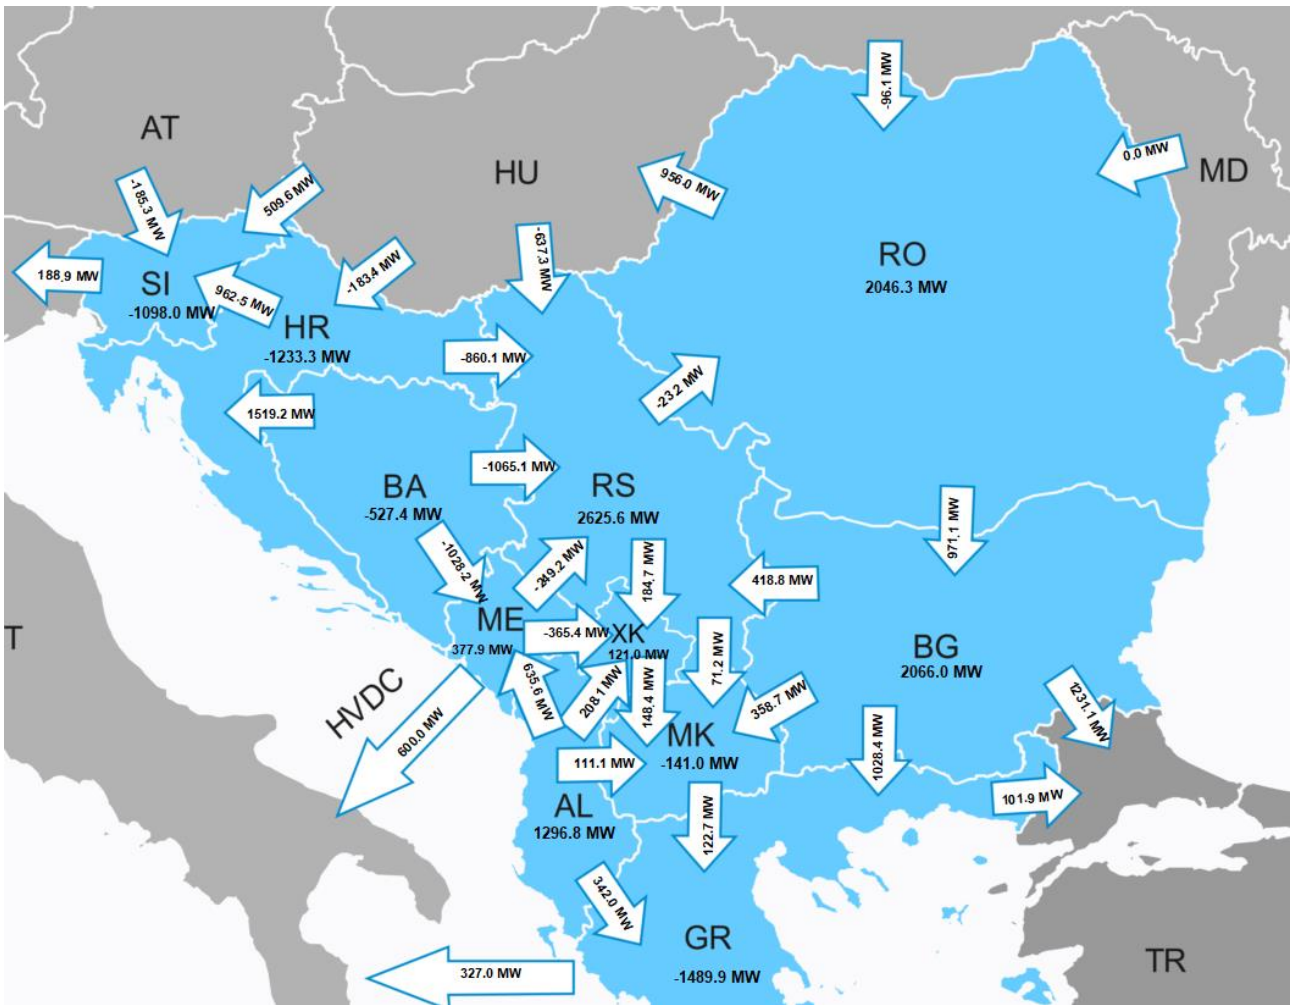 -96.1 MW
AT
0.0 MW
MD
HU
956.0 MW
-185.3 MW
509.6 MW
-637.3 MW
-183.4 MW
RO
2046.3 MW
188.9 MW
SI
-1098.0 MW
962.5 MW
HR
-1233.3 MW
-860.1 MW
-23.2 MW
1519.2 MW
BA
-527.4 MW
-1065.1 MW
RS
2625.6 MW
971.1 MW
-1028.2 MW
-249.2 MW
184.7 MW
418.8 MW
ME
377.9 MW
-365.4 MW
XK
121.0 MW
T
BG
2066.0 MW
71.2 MW
HVDC
600.0 MW
635.6 MW
208.1 MW
148.4 MW
358.7 MW
1231.1 MW
MK
-141.0 MW
1028.4 MW
111.1 MW
101.9 MW
AL
1296.8 MW
122.7 MW
342.0 MW
GR
-1489.9 MW
TR
327.0 MW